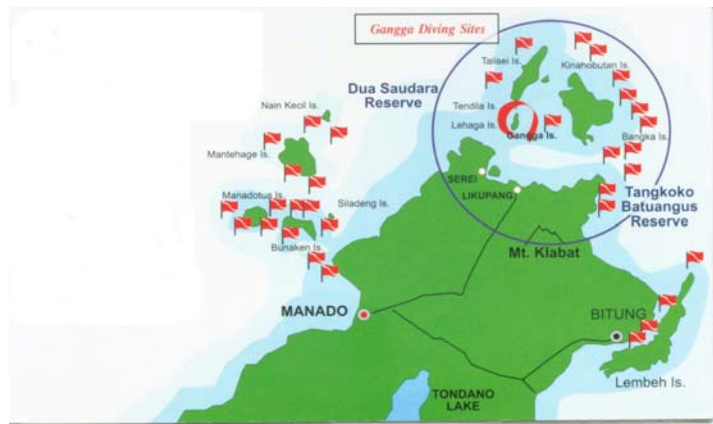 Gangga Diving Sites
Talisei Is.
Kinahobutan Is.
Dua Saudara
Reserve
Nain Kecil Is.
Tendila Is.
Lehaga Is.
Gangga Is.
Bangka Is.
Mantehage Is.
SEREI
LIKUPANG
Tangkoko
Batuangus
Reserve
Manadotua Is.
Siladeng Is.
Bunaken Is.
Mt. Klabat
MANADO
BITUNG
Lembeh Is.
TONDANO
LAKE